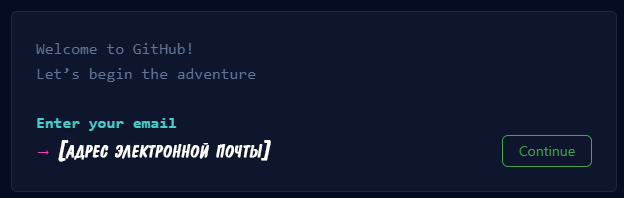 Welcome to GitHub!
Let’s begin the adventure
Enter your email
→ [АДРЕС ЭЛЕКТРОННОЙ ПОЧТЫ]
Continue